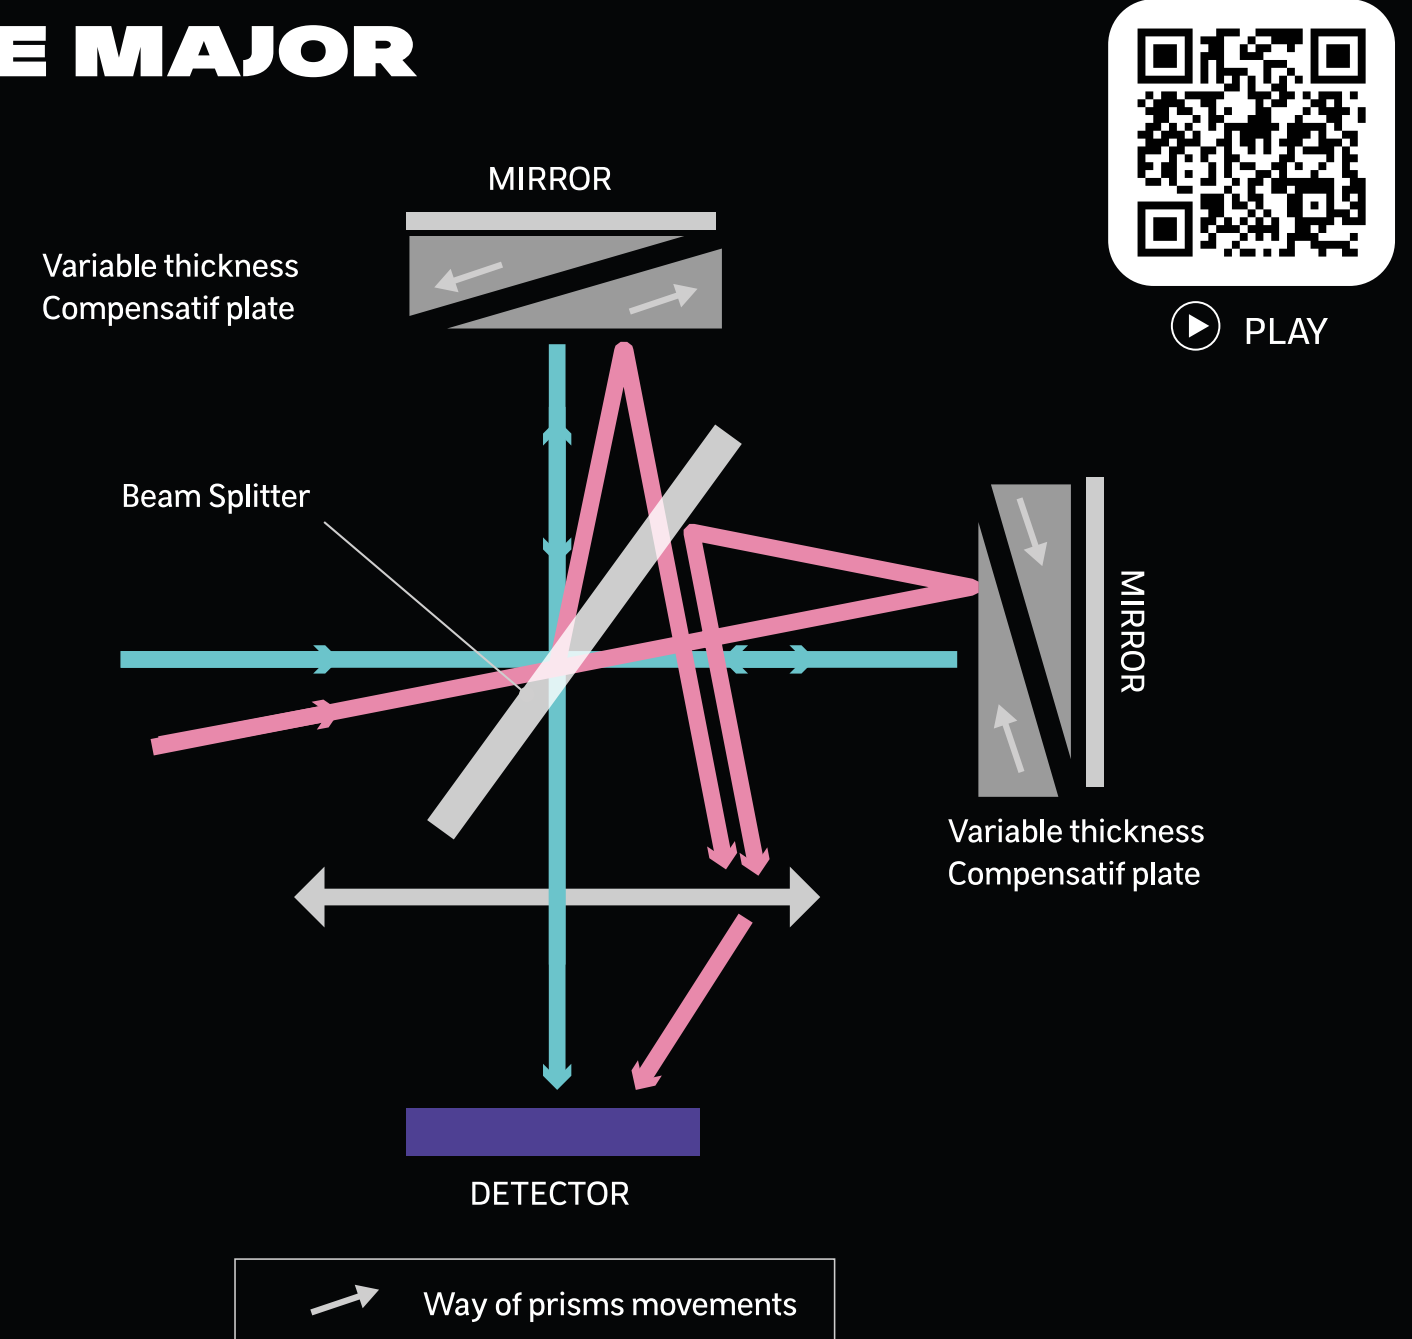 E MAJOR
MIRROR
Variable thickness
Compensatif plate
PLAY
Beam Splitter
MIRROR
Variable thickness
Compensatif plate
DETECTOR
Way of prisms movements